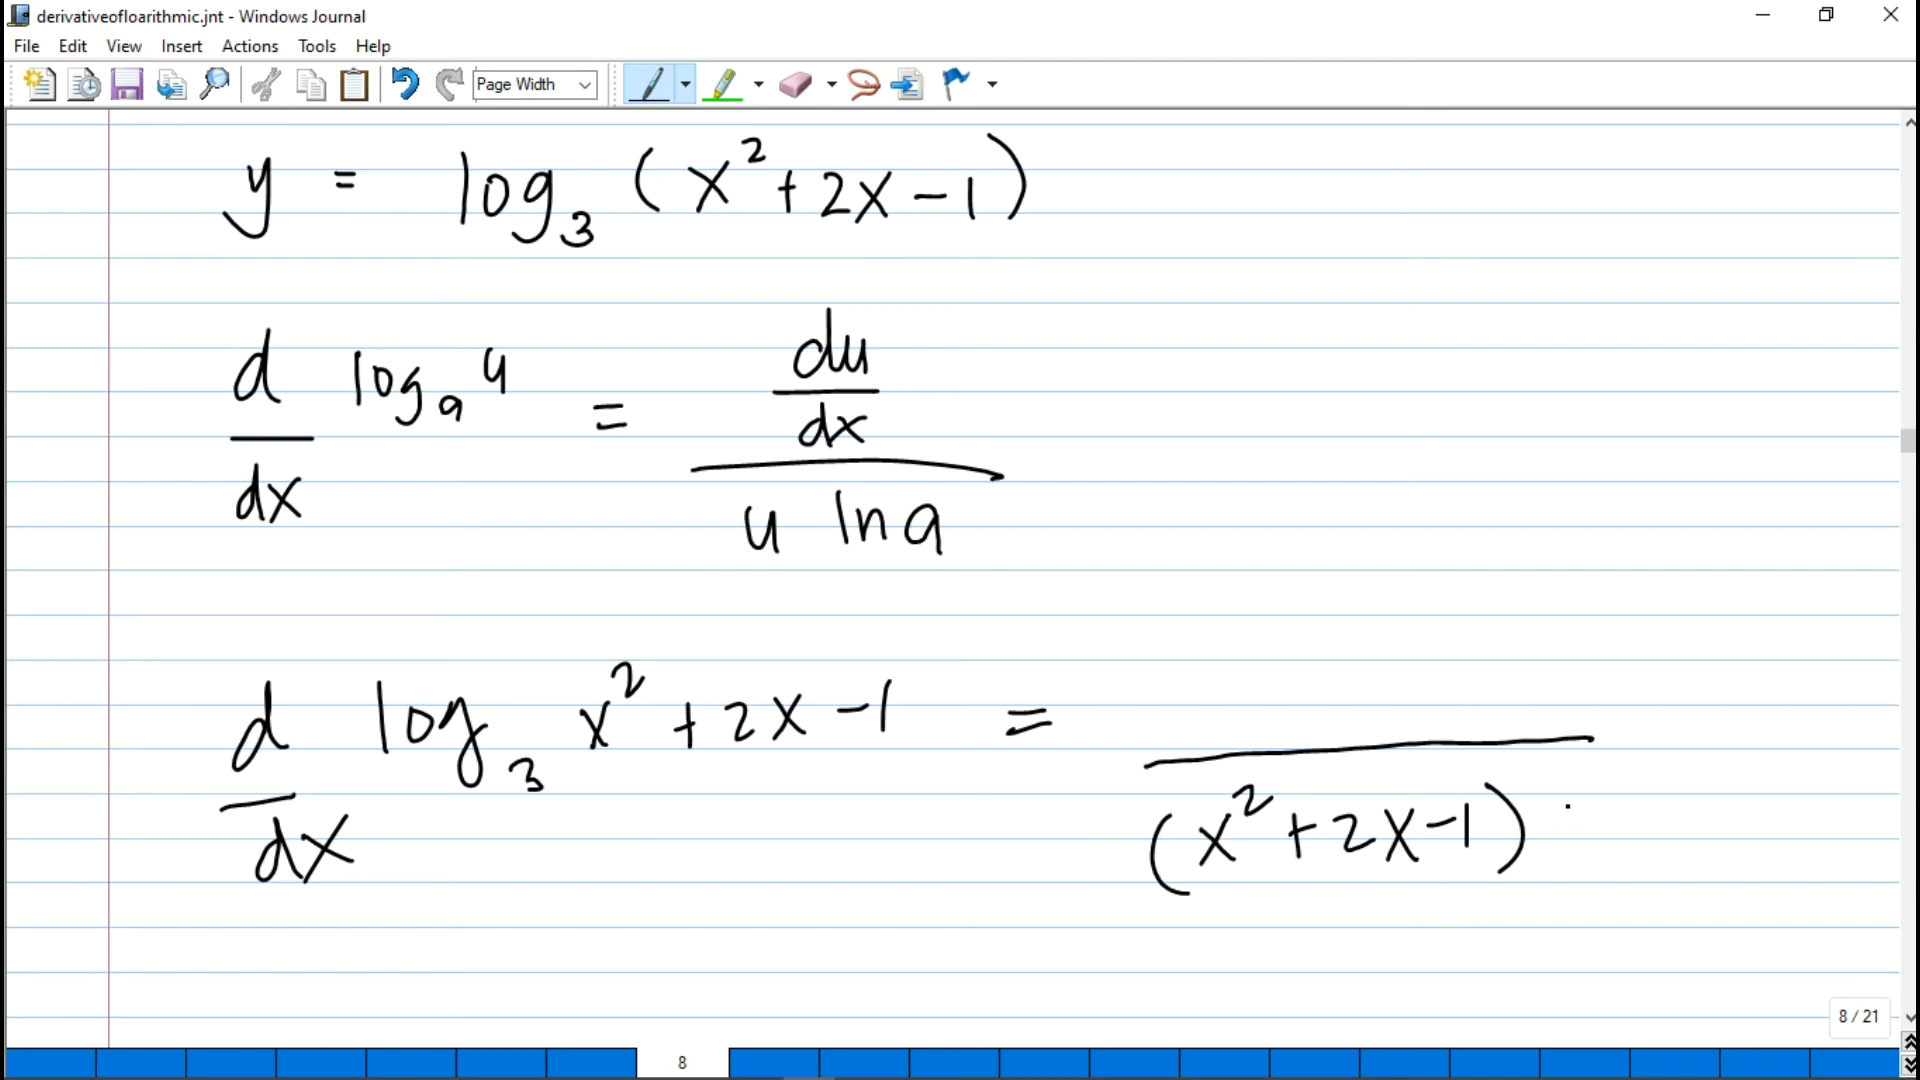 derivativeofloarithmic.jnt - Windows Journal
File Edit View Insert Actions Tools Help
Page Width
y = log₃ (x² + 2x - 1)
d/dx logₐ u = (du/dx)/(u ln a)
d/dx log₃ x² + 2x - 1 = /(x² + 2x - 1) ·
8 / 21
8